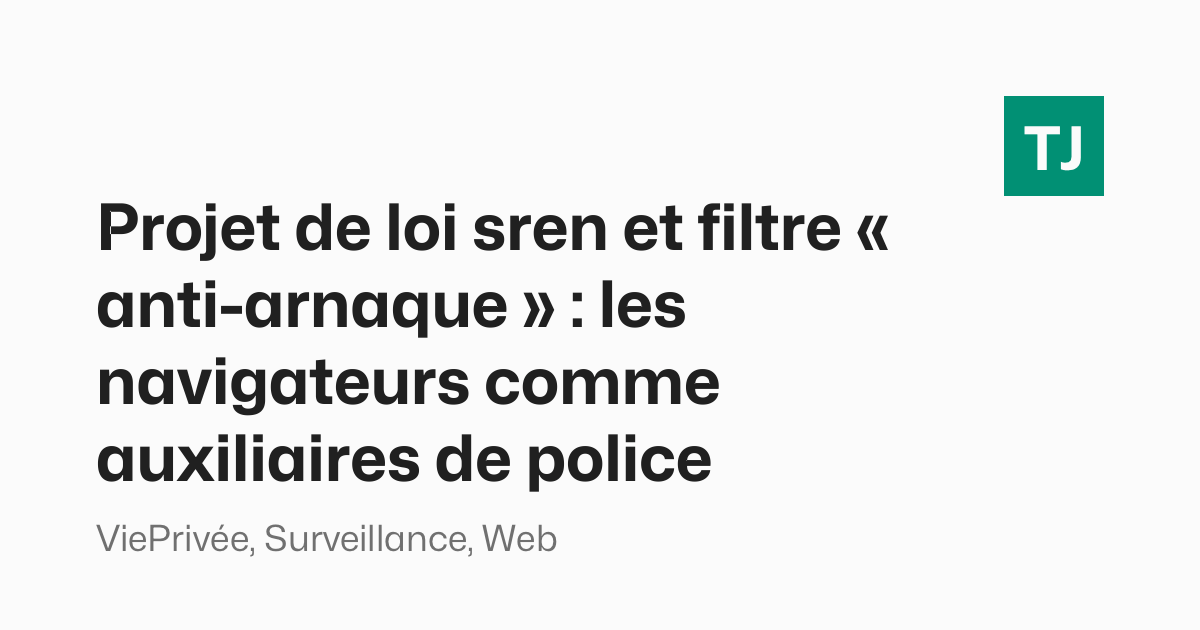 TJ
Projet de loi sren et filtre «
anti-arnaque » : les
navigateurs comme
auxiliaires de police
ViePrivée, Surveillance, Web